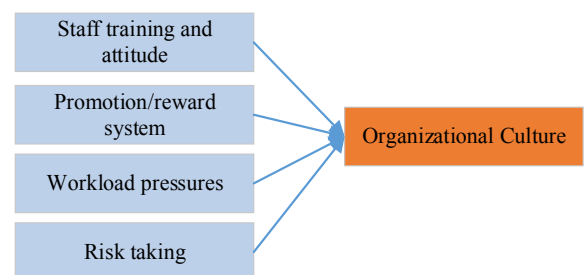 Staff training and
attitude
Promotion/reward
system
Workload pressures
Risk taking
Organizational Culture